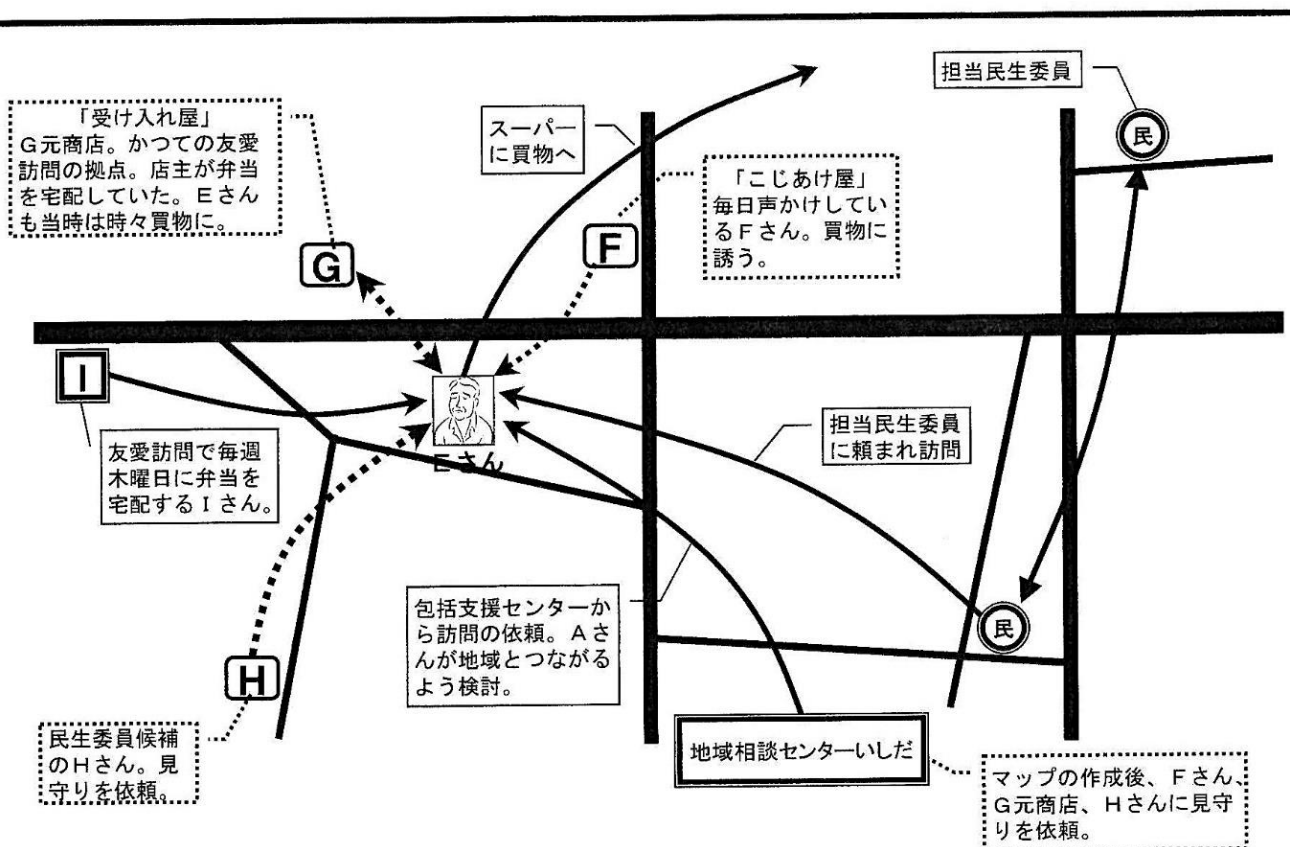 「受け入れ屋」
G元商店。かつての友愛
訪問の拠点。店主が弁当
を宅配していた。Eさん
も当時は時々買物に。
スーパー
に買物へ
担当民生委員
民
「こじあけ屋」
毎日声かけしてい
るFさん。買物に
誘う。
G
F
I
Eさん
友愛訪問で毎週
木曜日に弁当を
宅配するIさん。
担当民生委員
に頼まれ訪問
包括支援センターか
ら訪問の依頼。Aさ
んが地域とつながる
よう検討。
民
H
民生委員候補
のHさん。見
守りを依頼。
地域相談センターいしだ
マップの作成後、Fさん、
G元商店、Hさんに見守
りを依頼。